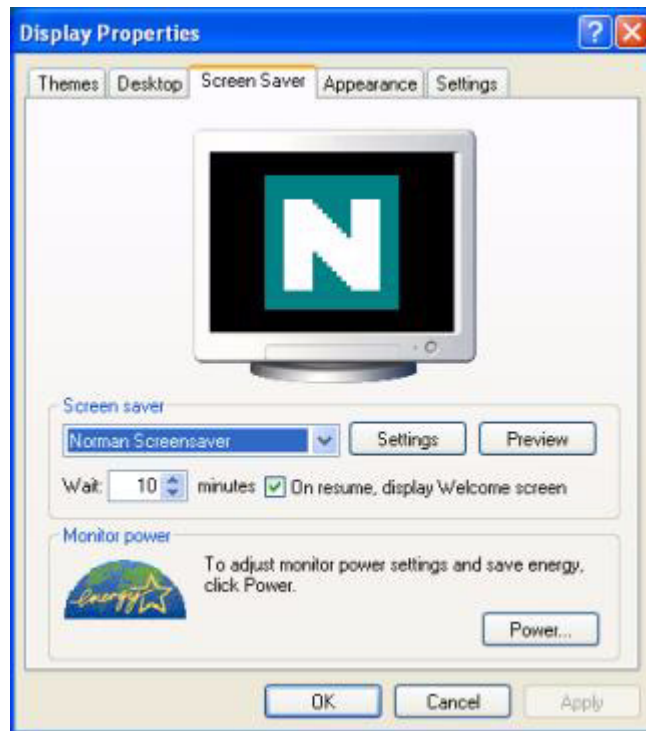 Display Properties
Themes Desktop Screen Saver Appearance Settings
N
Screen saver
Norman Screensaver Settings Preview
Wait: 10 minutes On resume, display Welcome screen
Monitor power
energy To adjust monitor power settings and save energy,
click Power.
Power...
OK Cancel Apply